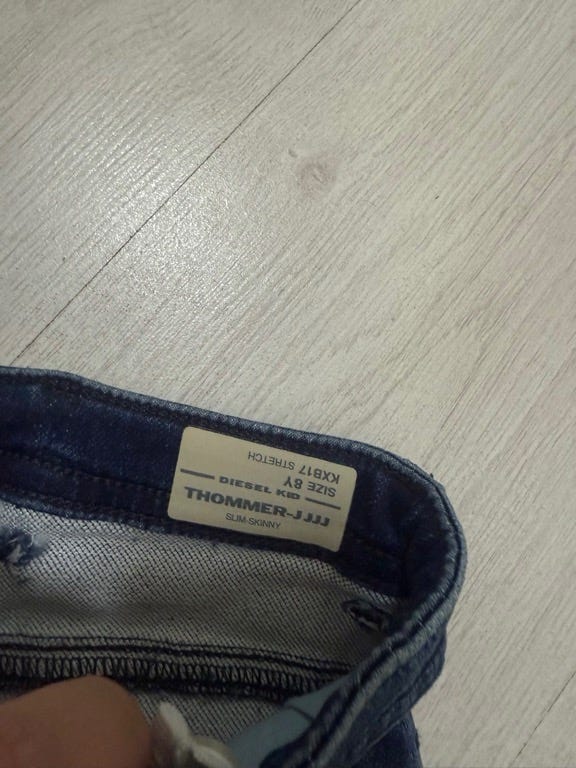 DIESEL KID
THOMMER-J JJJ
SLIM-SKINNY
SIZE 8Y
KXB17 STRETCH